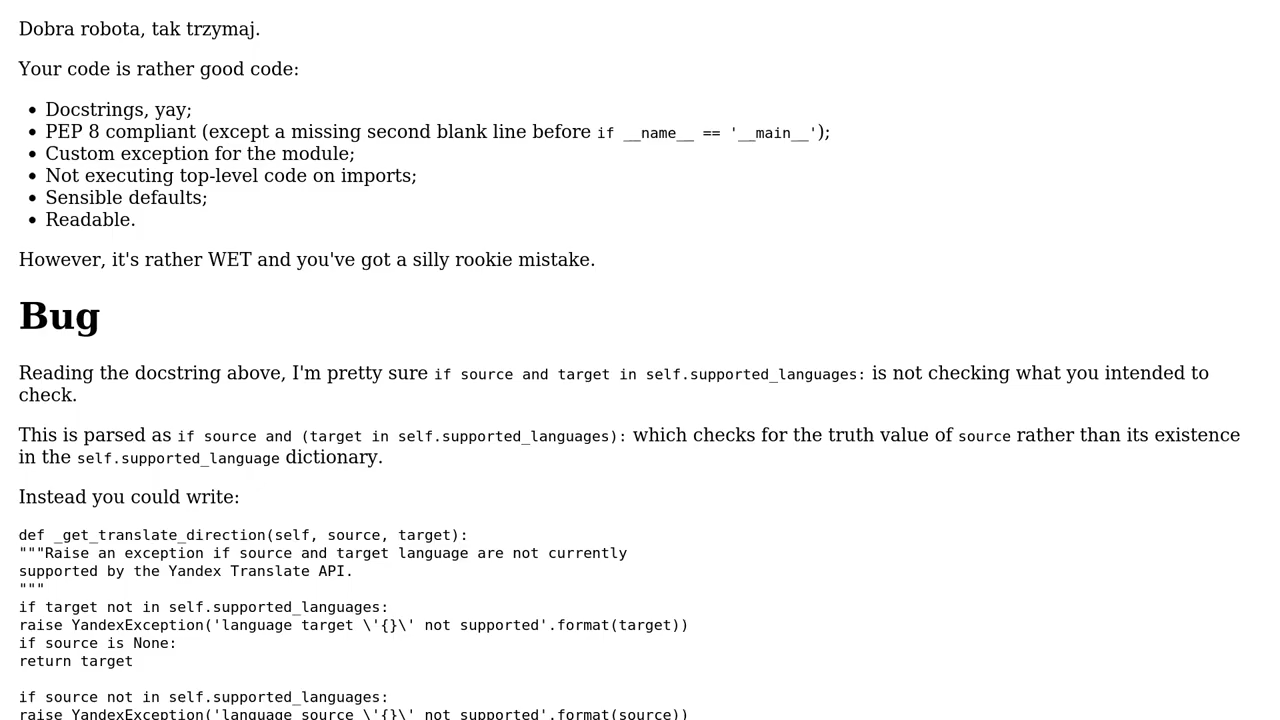 Dobra robota, tak trzymaj.
Your code is rather good code:
• Docstrings, yay;
• PEP 8 compliant (except a missing second blank line before if __name__ == '__main__');
• Custom exception for the module;
• Not executing top-level code on imports;
• Sensible defaults;
• Readable.
However, it's rather WET and you've got a silly rookie mistake.
Bug
Reading the docstring above, I'm pretty sure if source and target in self.supported_languages: is not checking what you intended to
check.
This is parsed as if source and (target in self.supported_languages): which checks for the truth value of source rather than its existence
in the self.supported_language dictionary.
Instead you could write:
def _get_translate_direction(self, source, target):
"""Raise an exception if source and target language are not currently
supported by the Yandex Translate API.
"""
if target not in self.supported_languages:
raise YandexException('language target \'{}\' not supported'.format(target))
if source is None:
return target
if source not in self.supported_languages:
raise YandexException('language source \'{}\' not supported'.format(source))